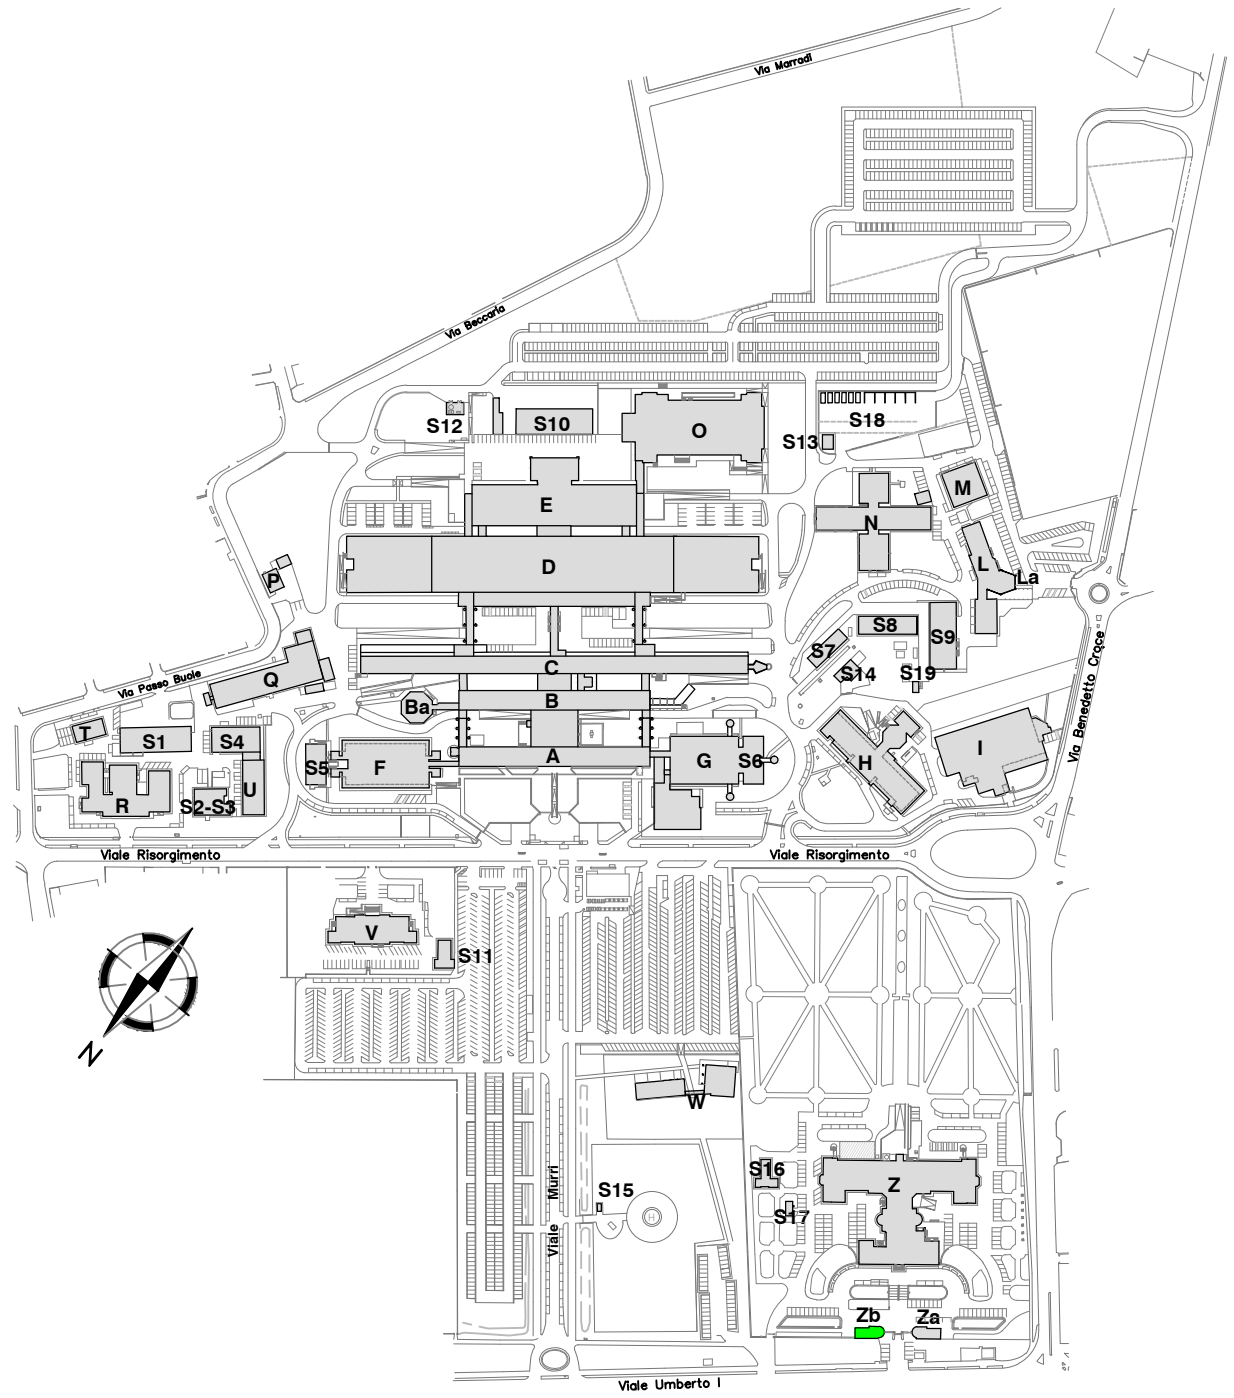 Via Marradi
Via Beccaria
S12
S10
O
S13
S18
E
M
N
D
P
L
La
S8
S7
S9
C
S14
S19
Q
Via Passo Buole
B
Ba
Via Benedetto Croce
T
S1
S4
A
I
S5
F
G
S6
H
U
R
S2-S3
Viale Risorgimento
Viale Risorgimento
V
S11
N
W
S16
Z
S15
S17
Viale Murri
H
Zb
Za
Viale Umberto I